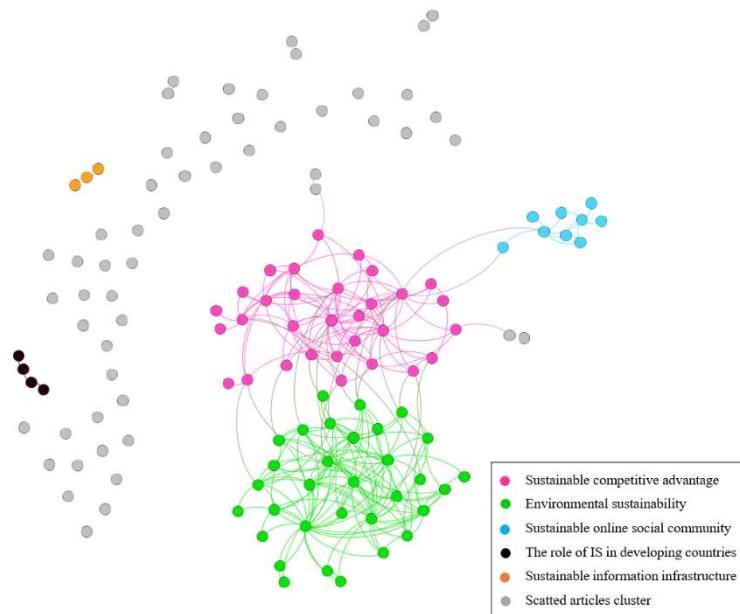 Sustainable competitive advantage
Environmental sustainability
Sustainable online social community
The role of IS in developing countries
Sustainable information infrastructure
Scatted articles cluster